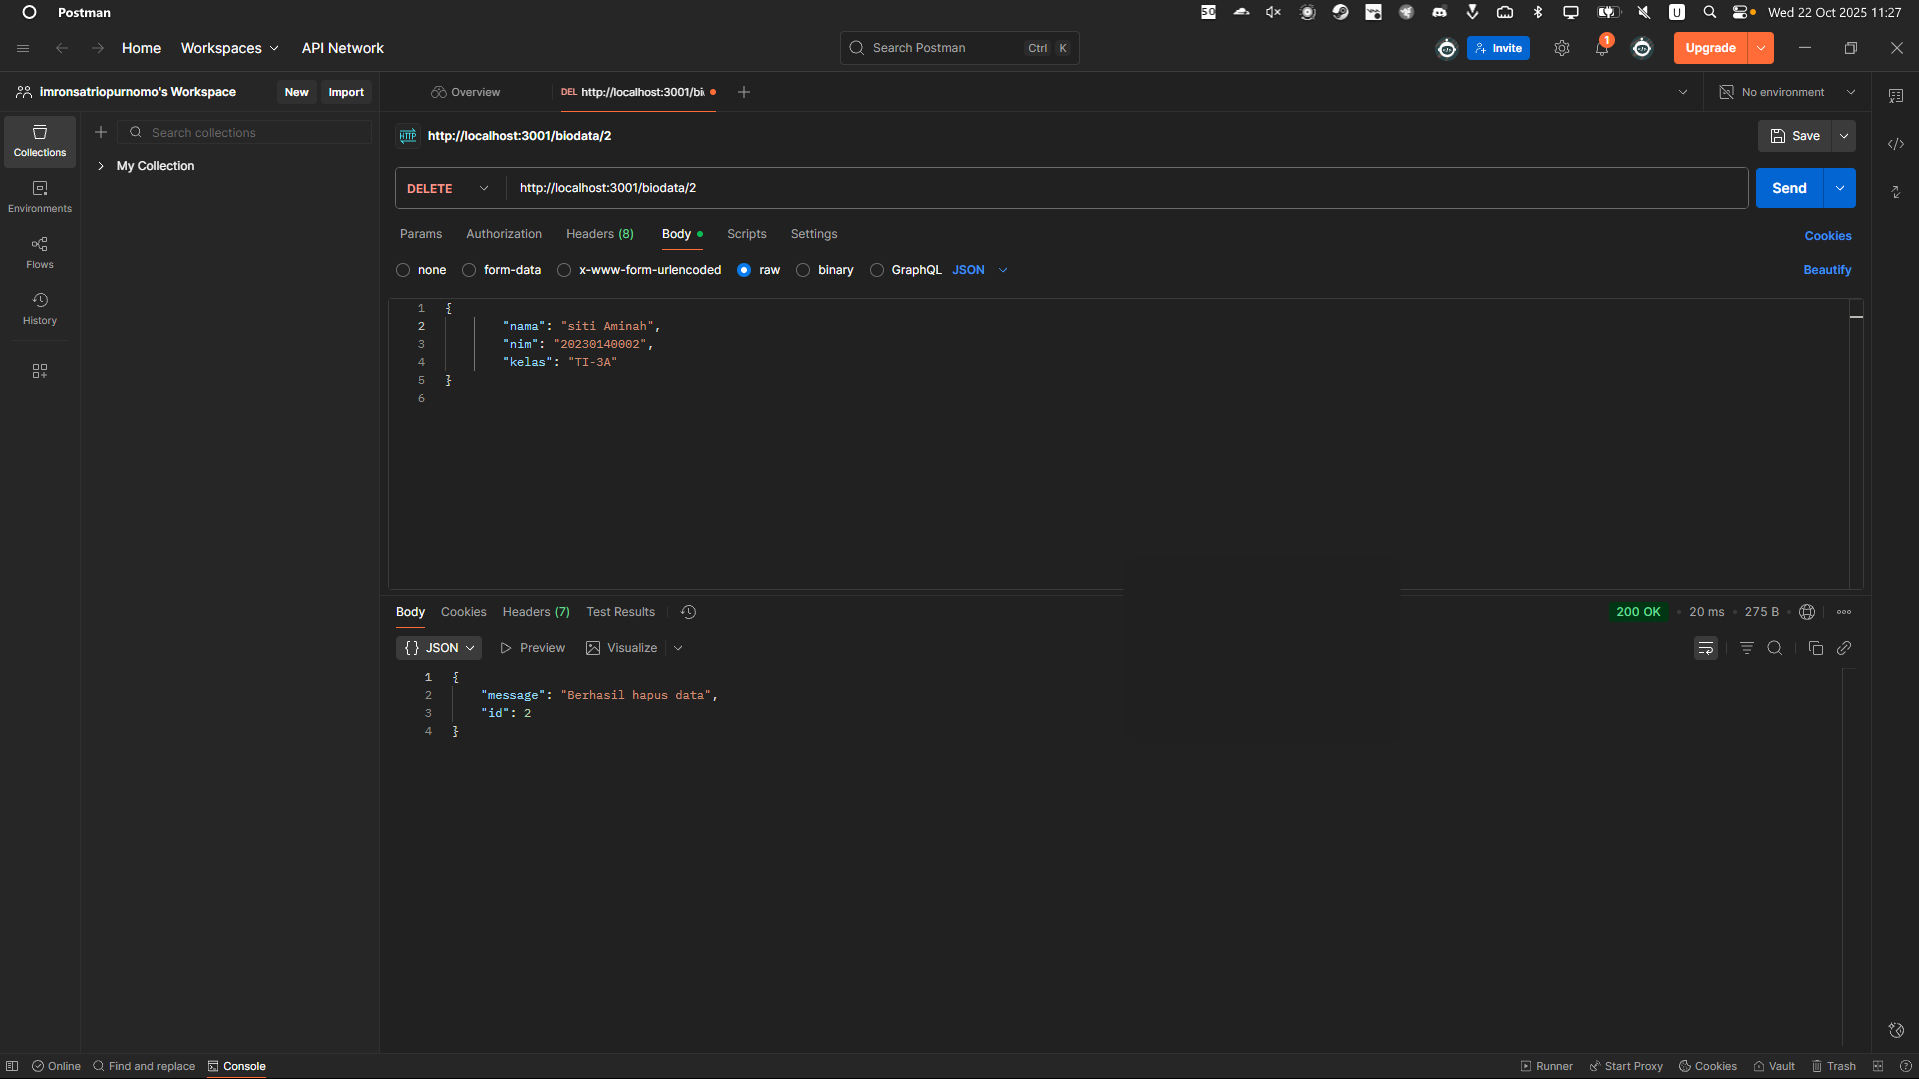 Postman
50
U
Wed 22 Oct 2025 11:27
Home
Workspaces
API Network
Search Postman
Ctrl K
Invite
1
Upgrade
imronsatriopurnomo's Workspace
New
Import
Overview
DEL http://localhost:3001/bi
No environment
Collections
Search collections
My Collection
HTTP
http://localhost:3001/biodata/2
Save
DELETE
http://localhost:3001/biodata/2
Send
Environments
Flows
History
Params
Authorization
Headers (8)
Body
Scripts
Settings
Cookies
none
form-data
x-www-form-urlencoded
raw
binary
GraphQL
JSON
Beautify
1 {
2 "nama": "siti Aminah",
3 "nim": "20230140002",
4 "kelas": "TI-3A"
5 }
6
Body
Cookies
Headers (7)
Test Results
200 OK
20 ms
275 B
{} JSON
Preview
Visualize
1 {
2 "message": "Berhasil hapus data",
3 "id": 2
4 }
Online
Find and replace
Console
Runner
Start Proxy
Cookies
Vault
Trash